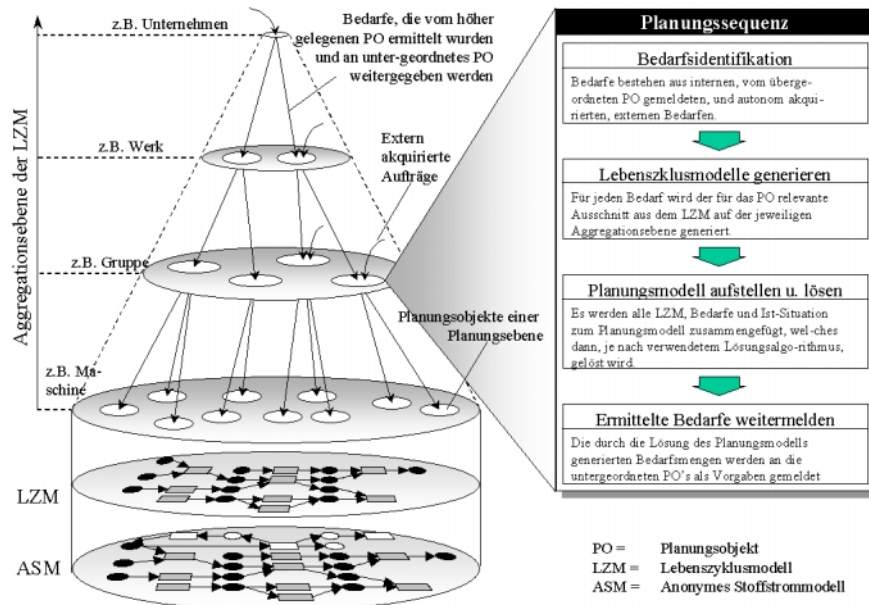 z.B. Unternehmen
Bedarfe, die vom höher
gelegenen PO ermittelt wurden
und an unter-geordnetes PO
weitergegeben werden
Aggregationsebene der LZM
z.B. Werk
Extern
akquirierte
Aufträge
z.B. Gruppe
Planungsobjekte einer
Planungsebene
z.B. Ma-
schine
LZM
ASM
Planungssequenz
Bedarfsidentifikation
Bedarfe bestehen aus internen, vom überge-
ordneten PO gemeldeten, und autonom akqui-
rierten, externen Bedarfen.
Lebenszklusmodelle generieren
Für jeden Bedarf wird der für das PO relevante
Ausschnitt aus dem LZM auf der jeweiligen
Aggregationsebene generiert.
Planungsmodell aufstellen u. lösen
Es werden alle LZM, Bedarfe und Ist-Situation
zum Planungsmodell zusammengefügt, wel-ches
dann, je nach verwendetem Lösungsalgo-rithmus,
gelöst wird.
Ermittelte Bedarfe weitermelden
Die durch die Lösung des Planungsmodells
generierten Bedarfsmengen werden an die
untergeordneten PO's als Vorgaben gemeldet
PO = Planungsobjekt
LZM = Lebenszyklusmodell
ASM = Anonymes Stoffstrommodell